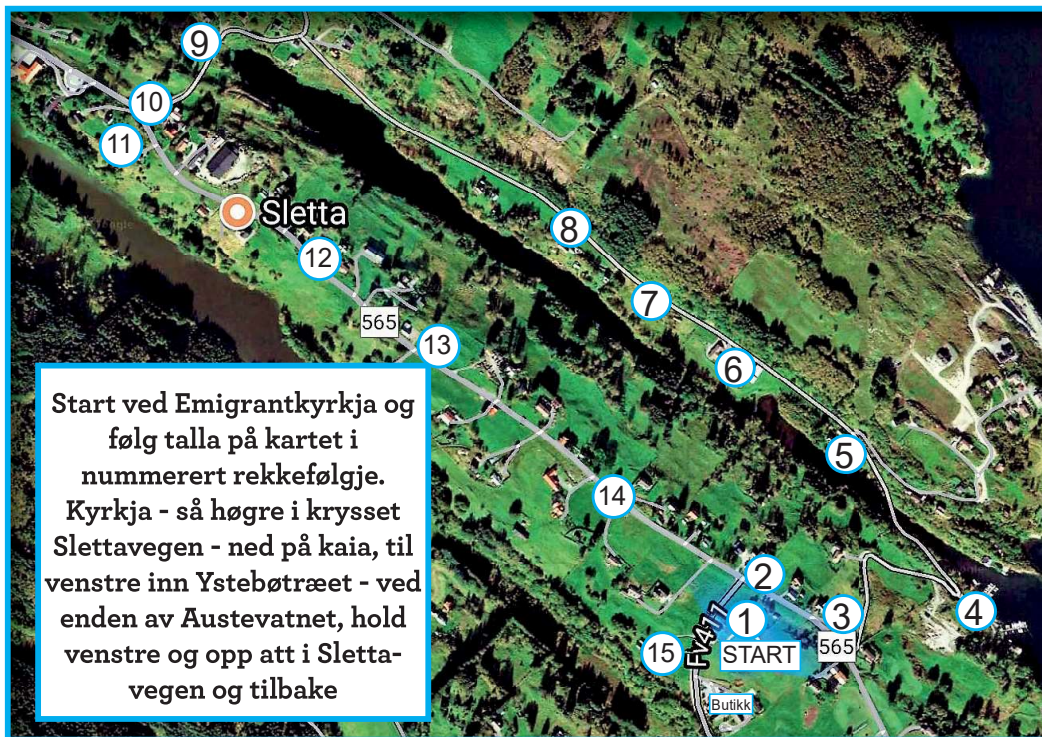 9
10
11
Sletta
12
8
7
565
13
6
5
14
2
1
3
4
Fv417
15
START
565
Butikk
Start ved Emigrantkyrkja og
følg talla på kartet i
nummerert rekkefølgje.
Kyrkja - så høgre i krysset
Slettavegen - ned på kaia, til
venstre inn Ystebøtræet - ved
enden av Austevatnet, hold
venstre og opp att i Sletta-
vegen og tilbake